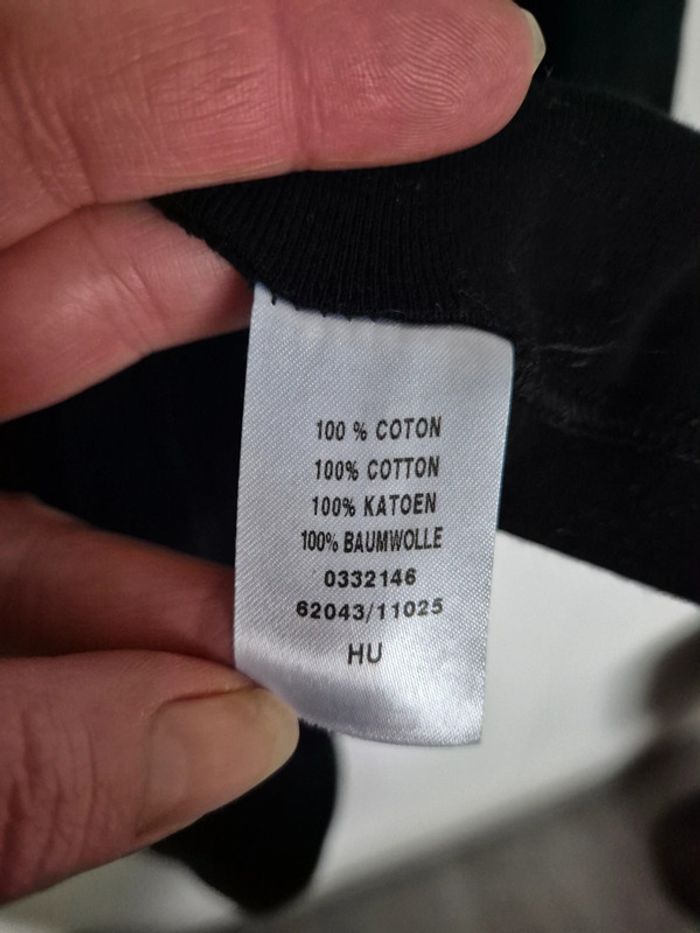 100 % COTON
100% COTTON
100% KATOEN
100% BAUMWOLLE
0332146
62043/11025
HU